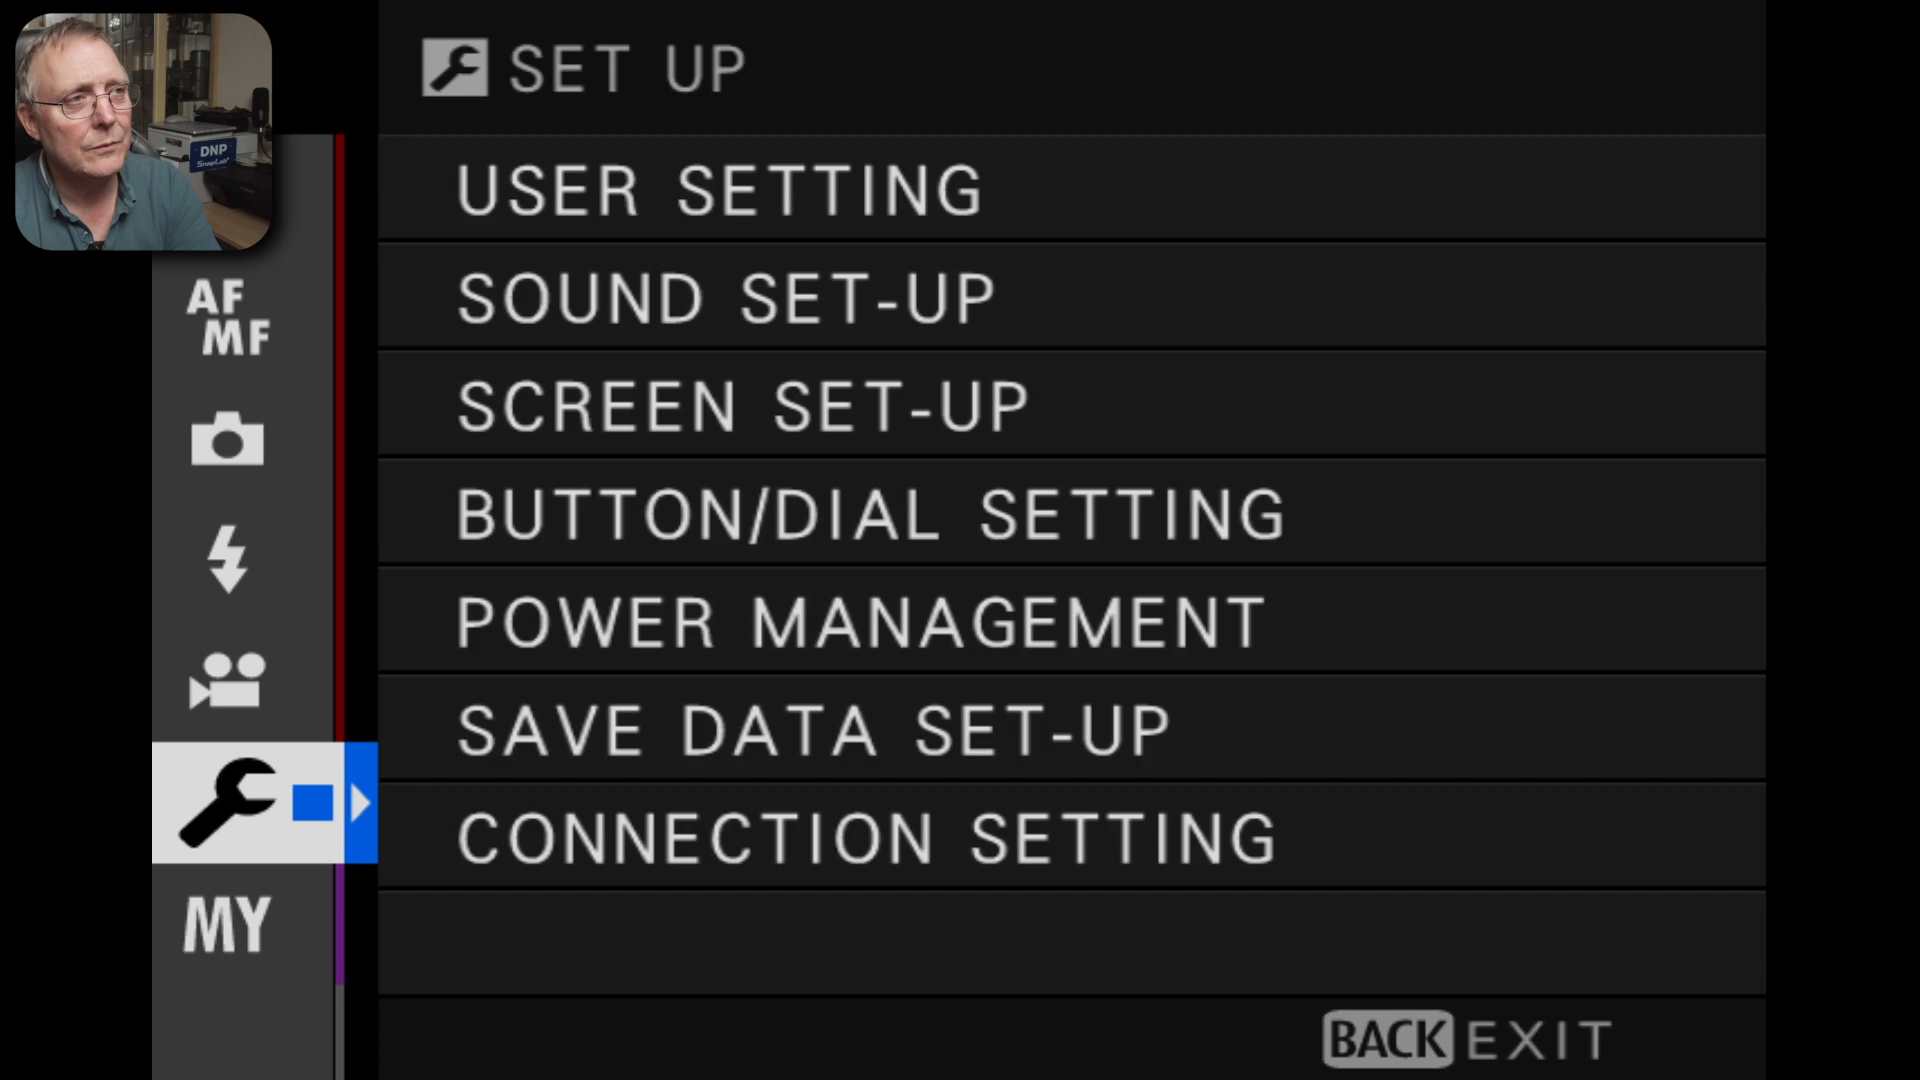 SET UP
DNP
SnapLab
USER SETTING
SOUND SET-UP
AF
MF
SCREEN SET-UP
BUTTON/DIAL SETTING
POWER MANAGEMENT
SAVE DATA SET-UP
CONNECTION SETTING
MY
BACK EXIT